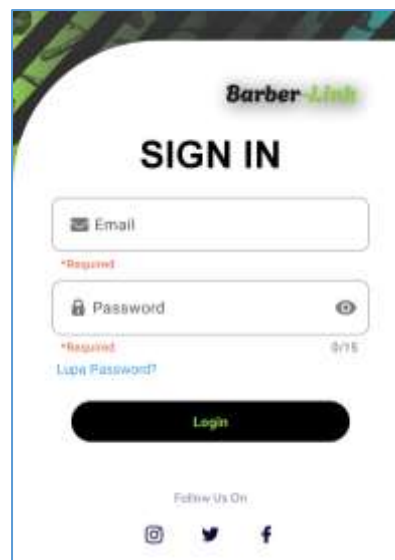 Barber-Link
SIGN IN
Email
*Required
Password
*Required 0/15
Lupa Password?
Login
Follow Us On